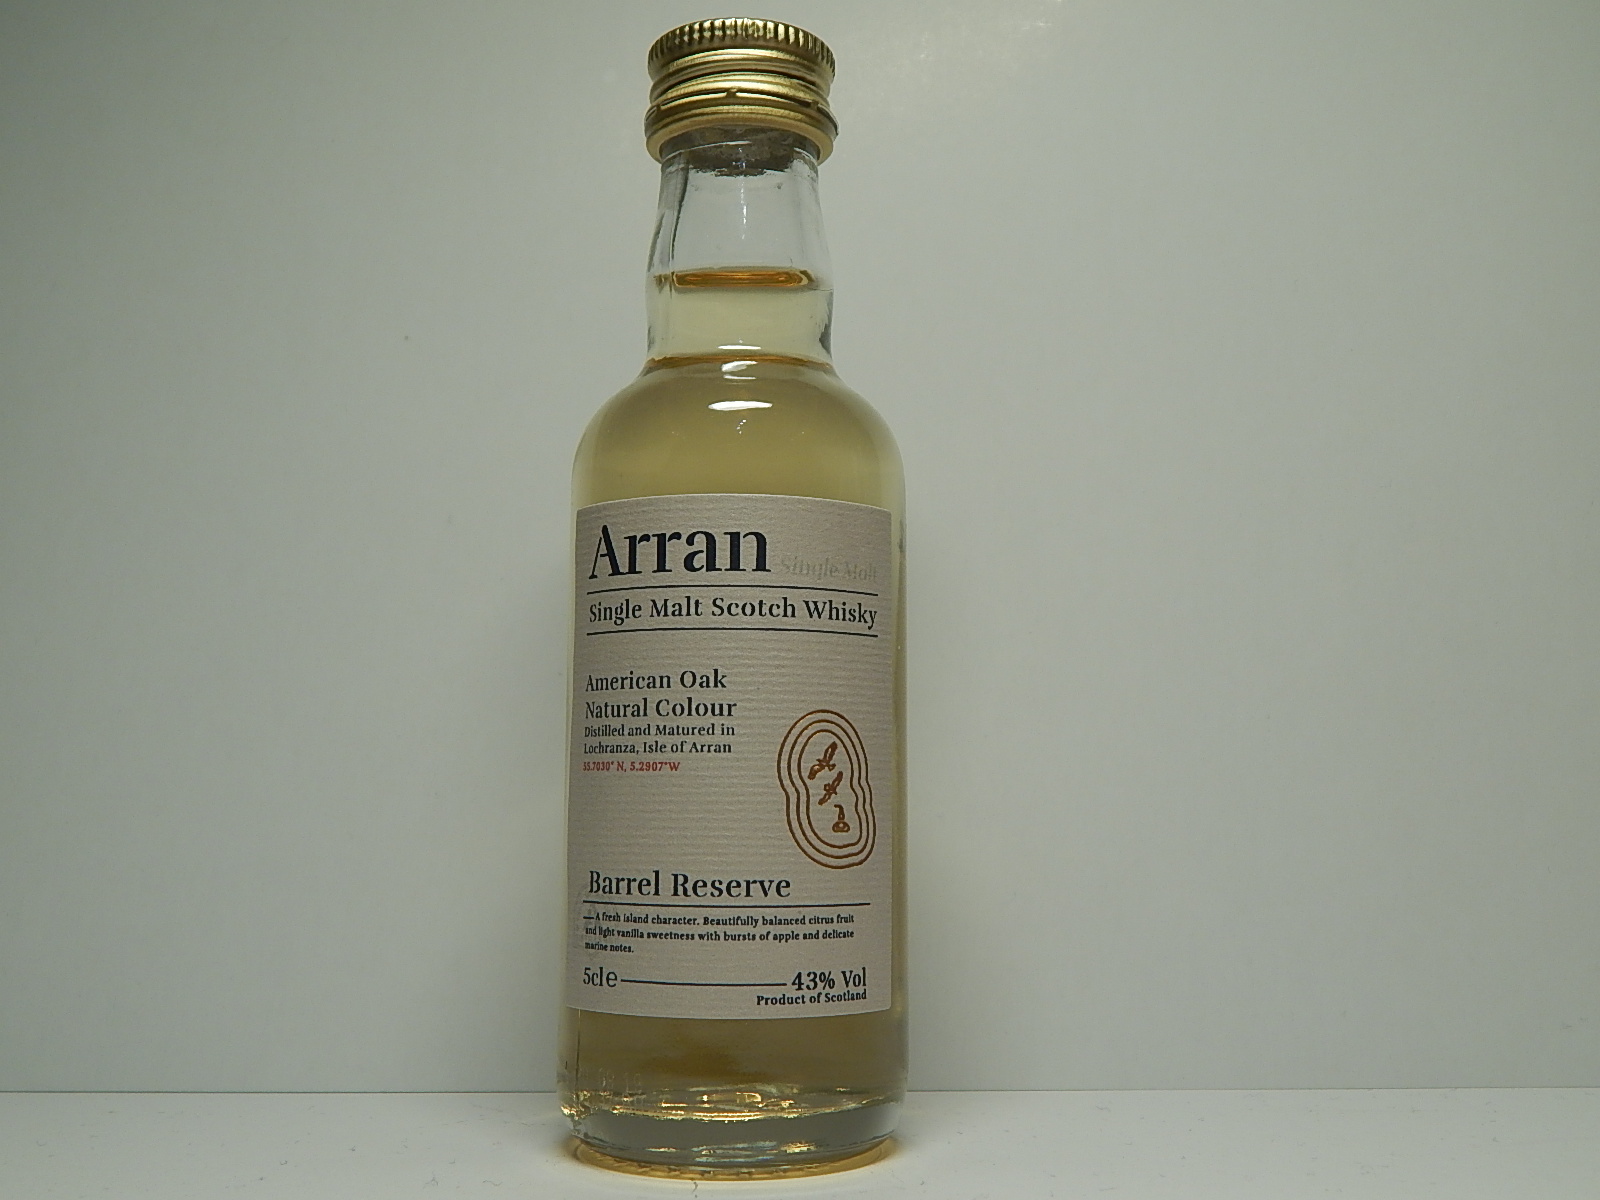 Arran
Single Malt
Single Malt Scotch Whisky
American Oak
Natural Colour
Distilled and Matured in
Lochranza, Isle of Arran
55.7030° N, 5.2907°W
Barrel Reserve
—A fresh island character. Beautifully balanced citrus fruit
and light vanilla sweetness with bursts of apple and delicate
marine notes.
5cl e 43% Vol
Product of Scotland